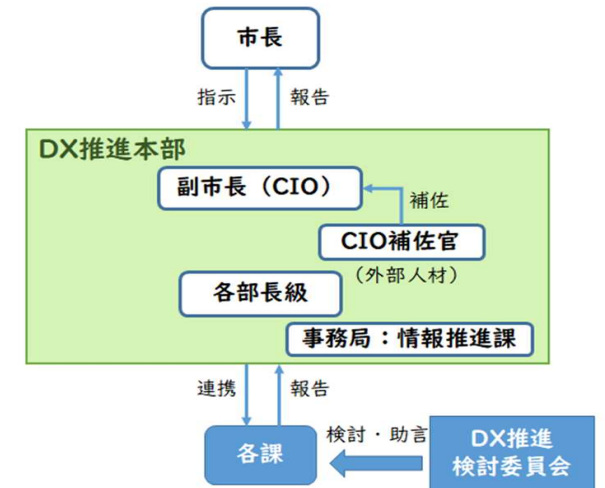 市長
指示
報告
DX推進本部
副市長（CIO）
補佐
CIO補佐官
（外部人材）
各部長級
事務局：情報推進課
連携
報告
各課
検討・助言
DX推進
検討委員会